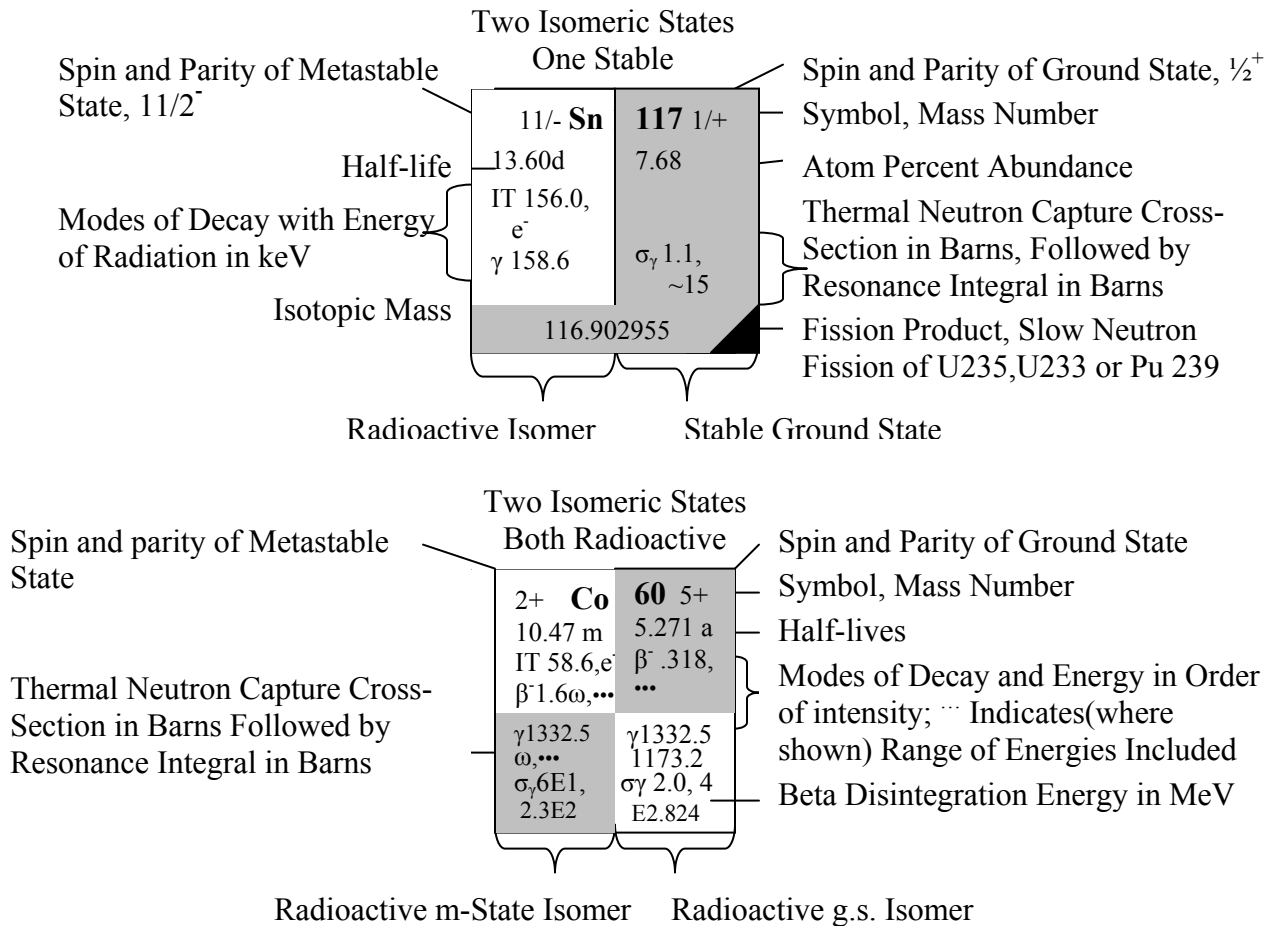 Two Isomeric States
One Stable
Spin and Parity of Metastable
State, 11/2⁻
Half-life
Modes of Decay with Energy
of Radiation in keV
Isotopic Mass
11/- Sn
13.60d
IT 156.0,
e⁻
γ 158.6
117 1/+
7.68
σᵧ 1.1,
~15
116.902955
Spin and Parity of Ground State, ½⁺
Symbol, Mass Number
Atom Percent Abundance
Thermal Neutron Capture Cross-
Section in Barns, Followed by
Resonance Integral in Barns
Fission Product, Slow Neutron
Fission of U235,U233 or Pu 239
Radioactive Isomer
Stable Ground State
Two Isomeric States
Both Radioactive
Spin and parity of Metastable
State
Thermal Neutron Capture Cross-
Section in Barns Followed by
Resonance Integral in Barns
2+ Co
10.47 m
IT 58.6,e⁻
β⁻1.6ω,•••
γ1332.5
ω,•••
σᵧ6E1,
2.3E2
60 5+
5.271 a
β⁻ .318,
•••
γ1332.5
1173.2
σγ 2.0, 4
E2.824
Spin and Parity of Ground State
Symbol, Mass Number
Half-lives
Modes of Decay and Energy in Order
of intensity; ... Indicates(where
shown) Range of Energies Included
Beta Disintegration Energy in MeV
Radioactive m-State Isomer
Radioactive g.s. Isomer